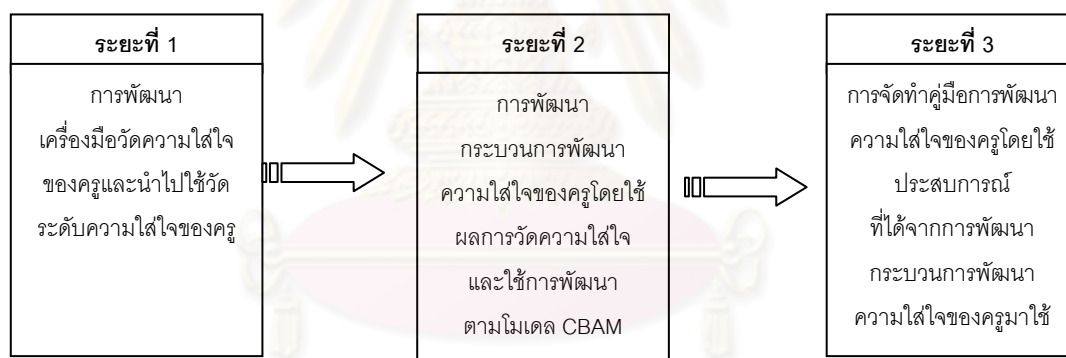 ระยะที่ 1
การพัฒนา
เครื่องมือวัดความใส่ใจ
ของครูและนำไปใช้วัด
ระดับความใส่ใจของครู
ระยะที่ 2
การพัฒนา
กระบวนการพัฒนา
ความใส่ใจของครูโดยใช้
ผลการวัดความใส่ใจ
และใช้การพัฒนา
ตามโมเดล CBAM
ระยะที่ 3
การจัดทำคู่มือการพัฒนา
ความใส่ใจของครูโดยใช้
ประสบการณ์
ที่ได้จากการพัฒนา
กระบวนการพัฒนา
ความใส่ใจของครูมาใช้